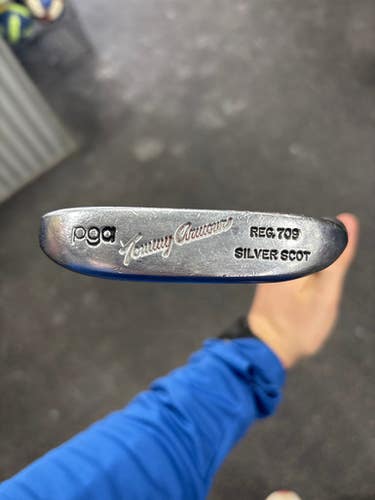 pga
Tommy Armour
REG. 709
SILVER SCOT